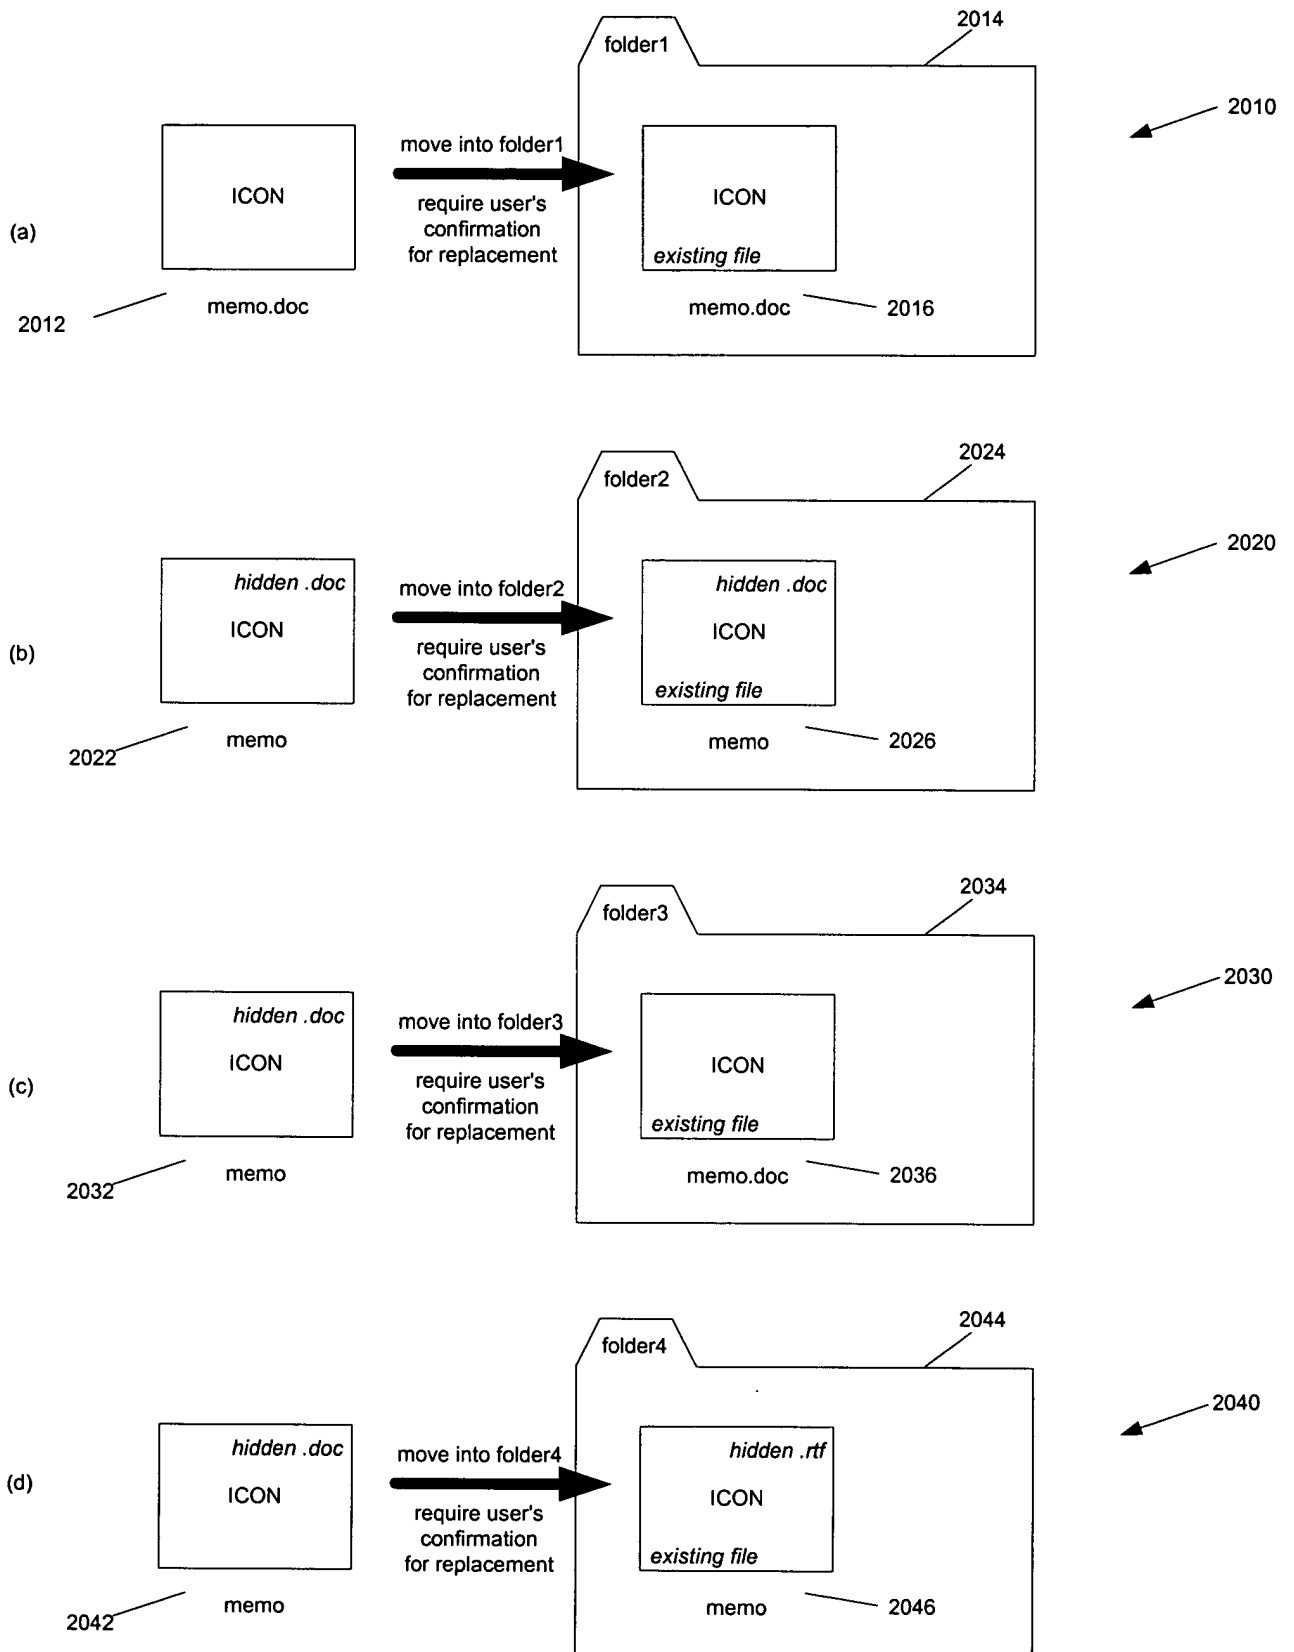 2014
folder1
2010
move into folder1
ICON
ICON
require user's
confirmation
for replacement
(a)
existing file
memo.doc
memo.doc
2016
2012
2024
folder2
2020
hidden .doc
move into folder2
hidden .doc
ICON
ICON
require user's
confirmation
for replacement
(b)
existing file
memo
memo
2026
2022
2034
folder3
2030
hidden .doc
move into folder3
ICON
ICON
require user's
confirmation
for replacement
(c)
existing file
memo
memo.doc
2036
2032
2044
folder4
2040
hidden .doc
move into folder4
hidden .rtf
ICON
ICON
(d)
require user's
confirmation
for replacement
existing file
memo
memo
2046
2042